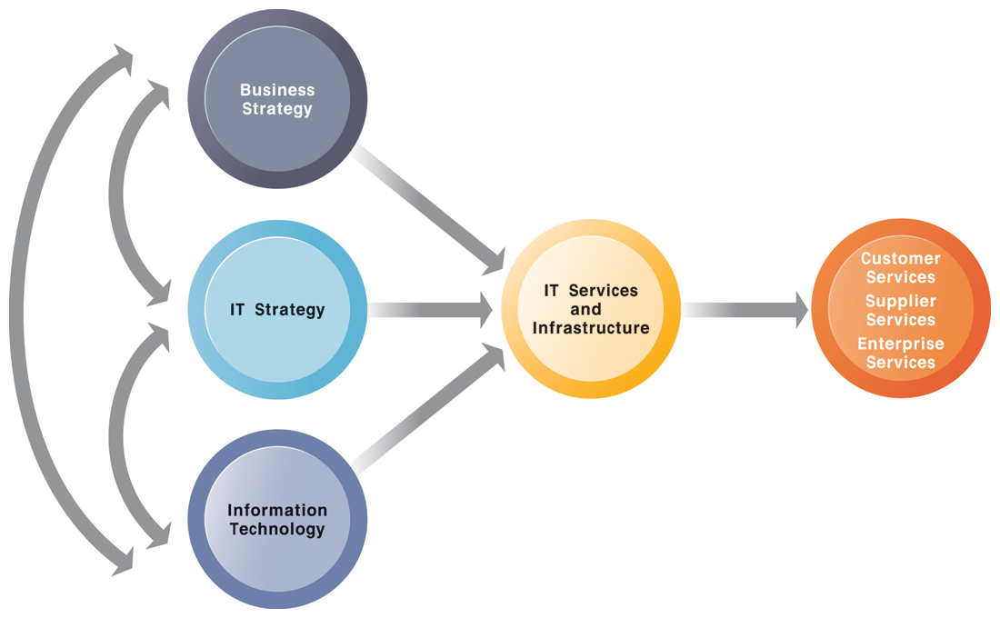 Business
Strategy
IT Strategy
Information
Technology
IT Services
and
Infrastructure
Customer
Services
Supplier
Services
Enterprise
Services